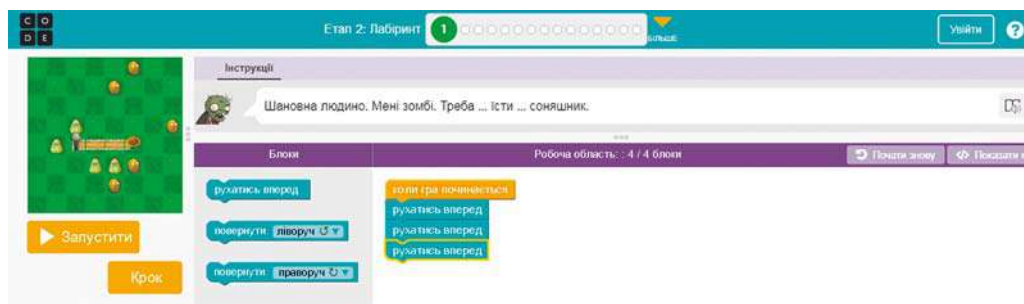 C O
D E
Етап 2: Лабіринт 1 БІЛЬШЕ
Увійти ?
Інструкції
Шановна людино. Мені зомбі. Треба ... їсти ... соняшник.
Блоки
Робоча область: : 4 / 4 блоки
Почати знову
Показати
рухатись вперед
повернути ліворуч
повернути праворуч
коли гра починається
рухатись вперед
рухатись вперед
рухатись вперед
Запустити
Крок